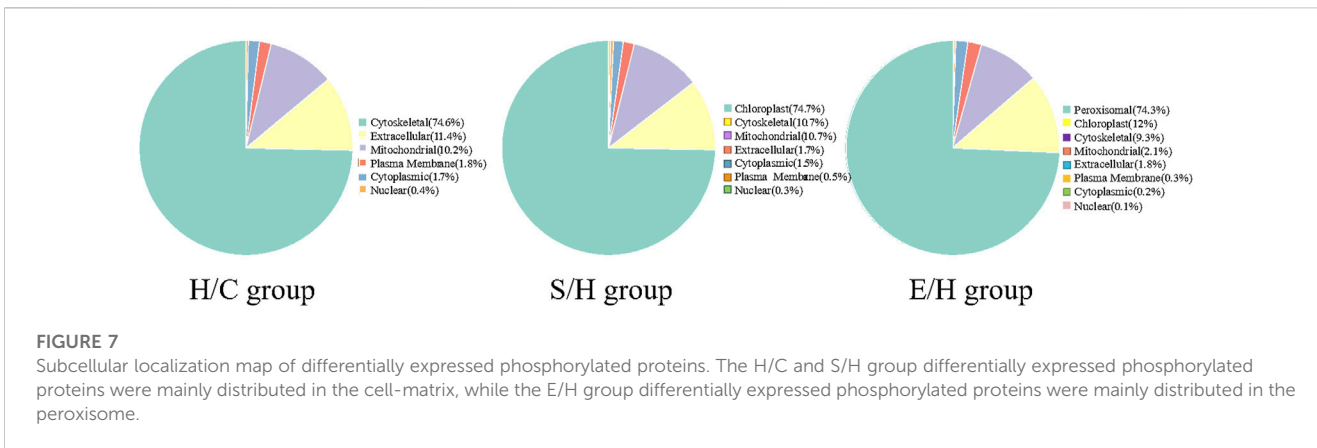 Cytoskeletal(74.6%)
Extracellular(11.4%)
Mitochondrial(10.2%)
Plasma Membrane(1.8%)
Cytoplasmic(1.7%)
Nuclear(0.4%)
H/C group
Chloroplast(74.7%)
Cytoskeletal(10.7%)
Mitochondrial(10.7%)
Extracellular(1.7%)
Cytoplasmic(1.5%)
Plasma Membrane(0.5%)
Nuclear(0.3%)
S/H group
Peroxisomal(74.3%)
Chloroplast(12%)
Cytoskeletal(9.3%)
Mitochondrial(2.1%)
Extracellular(1.8%)
Plasma Membrane(0.3%)
Cytoplasmic(0.2%)
Nuclear(0.1%)
E/H group
FIGURE 7
Subcellular localization map of differentially expressed phosphorylated proteins. The H/C and S/H group differentially expressed phosphorylated
proteins were mainly distributed in the cell-matrix, while the E/H group differentially expressed phosphorylated proteins were mainly distributed in the
peroxisome.